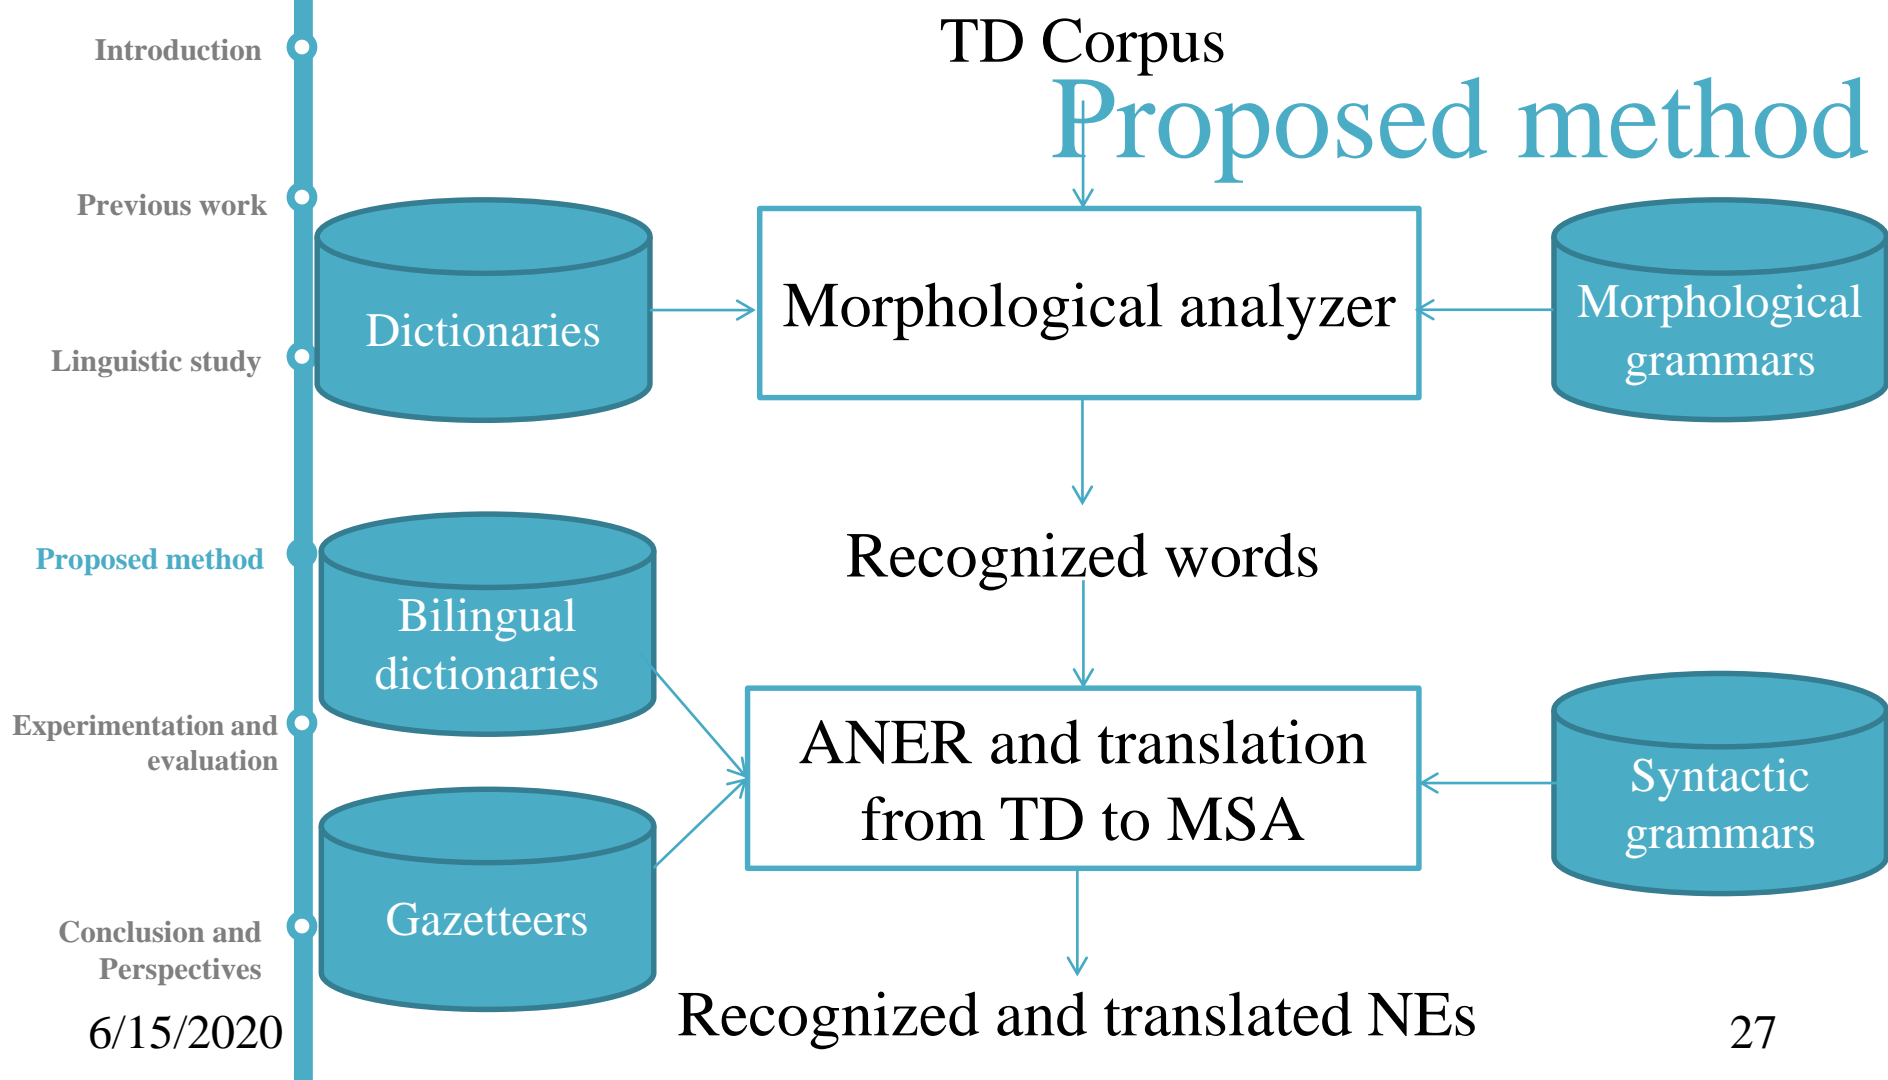 Introduction
Previous work
Linguistic study
Proposed method
Experimentation and
evaluation
Conclusion and
Perspectives
6/15/2020
Proposed method
TD Corpus
Dictionaries
Morphological analyzer
Morphological
grammars
Recognized words
Bilingual
dictionaries
Gazetteers
ANER and translation
from TD to MSA
Syntactic
grammars
Recognized and translated NEs
27